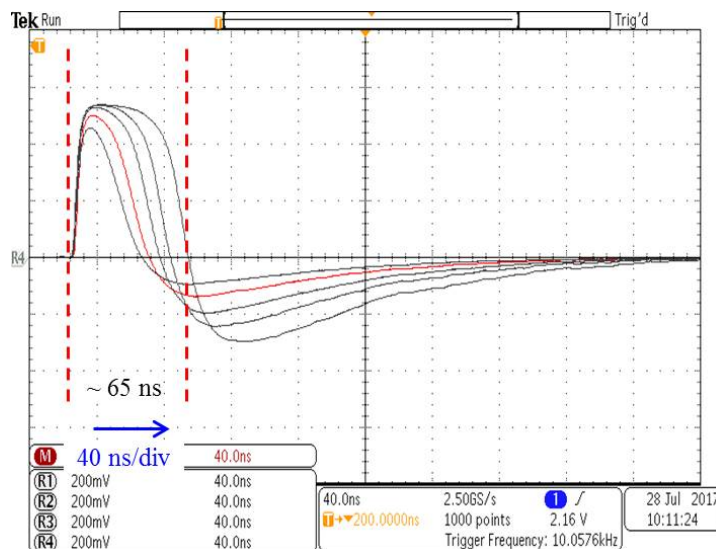 Tek Run Trig'd
T
R4
~ 65 ns
40 ns/div
M 40.0ns
R1 200mV 40.0ns
R2 200mV 40.0ns
R3 200mV 40.0ns
R4 200mV 40.0ns
40.0ns 2.50GS/s 1 ∫
T→▼200.0000ns 1000 points 2.16 V
Trigger Frequency: 10.0576kHz
28 Jul 2017
10:11:24